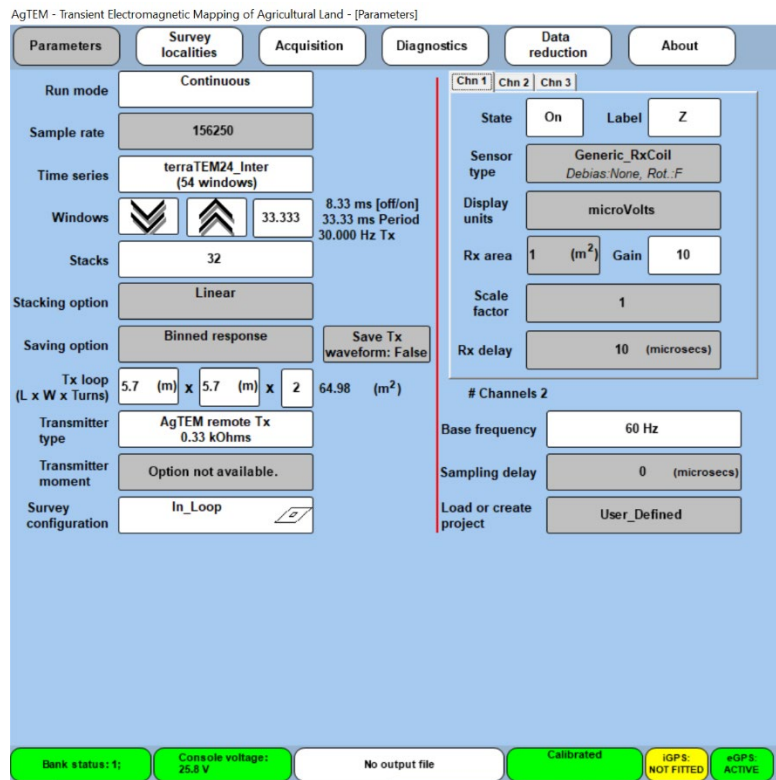 AgTEM - Transient Electromagnetic Mapping of Agricultural Land - [Parameters]
Parameters
Survey
localities
Acquisition
Diagnostics
Data
reduction
About
Run mode
Continuous
Sample rate
156250
Time series
terraTEM24_Inter
(54 windows)
Windows
33.333
8.33 ms [off/on]
33.33 ms Period
30.000 Hz Tx
Stacks
32
Stacking option
Linear
Saving option
Binned response
Save Tx
waveform: False
Tx loop
(L x W x Turns)
5.7 (m) x 5.7 (m) x 2 64.98 (m²)
Transmitter
type
AgTEM remote Tx
0.33 kOhms
Transmitter
moment
Option not available.
Survey
configuration
In_Loop
Chn 1 Chn 2 Chn 3
State On Label Z
Sensor
type
Generic_RxCoil
Debias:None, Rot.:F
Display
units
microVolts
Rx area 1 (m²) Gain 10
Scale
factor
1
Rx delay 10 (microsecs)
# Channels 2
Base frequency 60 Hz
Sampling delay 0 (microsecs)
Load or create
project
User_Defined
Bank status: 1;
Console voltage:
25.8 V
No output file
Calibrated
iGPS:
NOT FITTED
eGPS:
ACTIVE